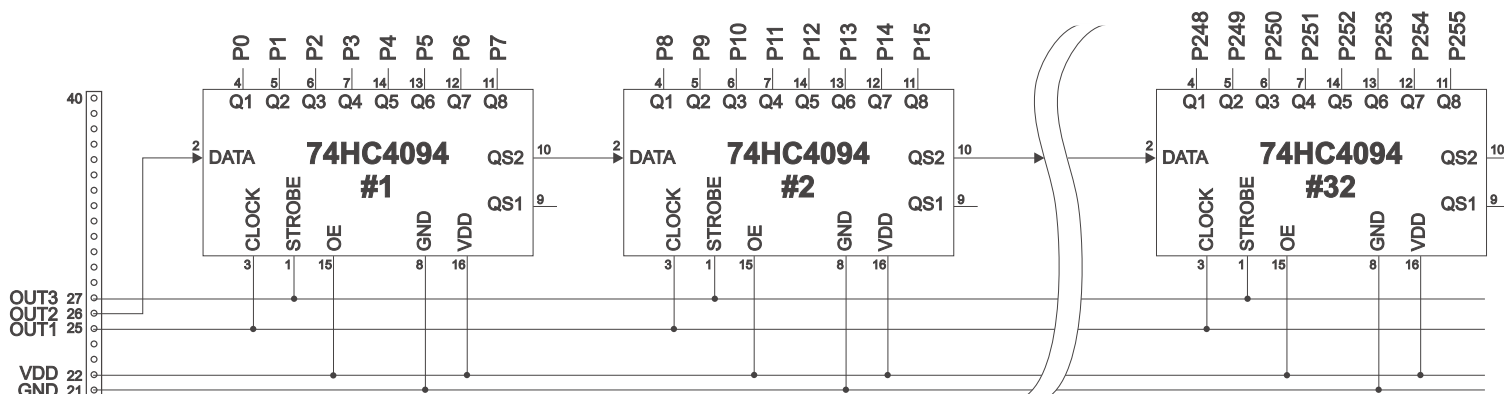 P0 P1 P2 P3 P4 P5 P6 P7 P8 P9 P10 P11 P12 P13 P14 P15 P248 P249 P250 P251 P252 P253 P254 P255
4 5 6 7 14 13 12 11 4 5 6 7 14 13 12 11 4 5 6 7 14 13 12 11
40 Q1 Q2 Q3 Q4 Q5 Q6 Q7 Q8 Q1 Q2 Q3 Q4 Q5 Q6 Q7 Q8 Q1 Q2 Q3 Q4 Q5 Q6 Q7 Q8
2 DATA 74HC4094 QS2 10 2 DATA 74HC4094 QS2 10 2 DATA 74HC4094 QS2 10
#1 #2 #32
QS1 9 QS1 9 QS1 9
CLOCK STROBE OE GND VDD CLOCK STROBE OE GND VDD CLOCK STROBE OE GND VDD
3 1 15 8 16 3 1 15 8 16 3 1 15 8 16
OUT3 27
OUT2 26
OUT1 25
VDD 22
GND 21